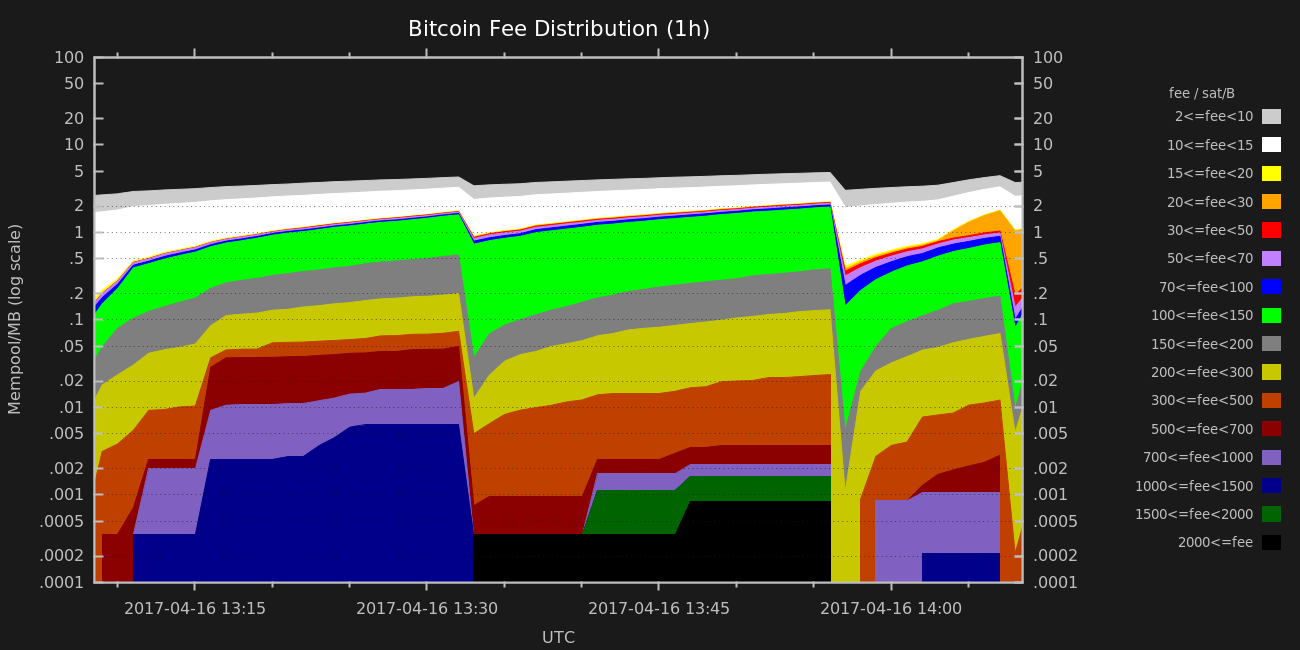 Bitcoin Fee Distribution (1h)
Mempool/MB (log scale)
100
50
20
10
5
2
1
.5
.2
.1
.05
.02
.01
.005
.002
.001
.0005
.0002
.0001
100
50
20
10
5
2
1
.5
.2
.1
.05
.02
.01
.005
.002
.001
.0005
.0002
.0001
2017-04-16 13:15
2017-04-16 13:30
2017-04-16 13:45
2017-04-16 14:00
UTC
fee / sat/B
2<=fee<10
10<=fee<15
15<=fee<20
20<=fee<30
30<=fee<50
50<=fee<70
70<=fee<100
100<=fee<150
150<=fee<200
200<=fee<300
300<=fee<500
500<=fee<700
700<=fee<1000
1000<=fee<1500
1500<=fee<2000
2000<=fee